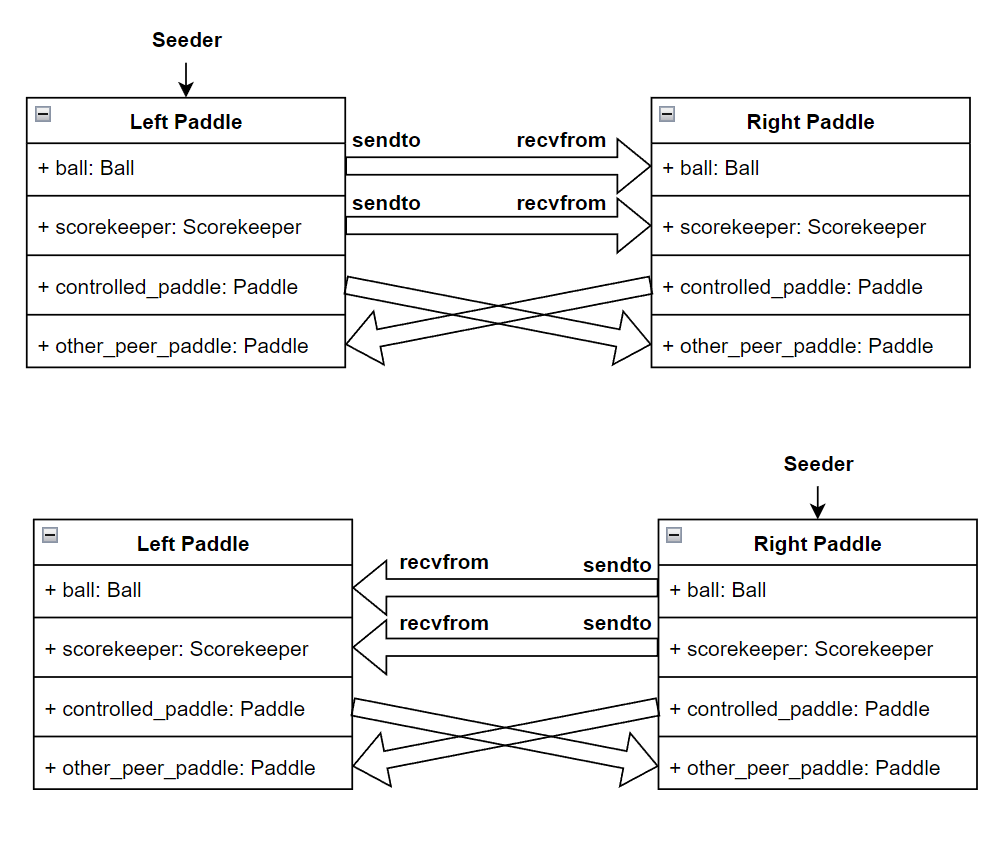 Seeder
Left Paddle
Right Paddle
sendto
recvfrom
+ ball: Ball
+ ball: Ball
sendto
recvfrom
+ scorekeeper: Scorekeeper
+ scorekeeper: Scorekeeper
+ controlled_paddle: Paddle
+ controlled_paddle: Paddle
+ other_peer_paddle: Paddle
+ other_peer_paddle: Paddle
Seeder
Left Paddle
Right Paddle
recvfrom
sendto
+ ball: Ball
+ ball: Ball
recvfrom
sendto
+ scorekeeper: Scorekeeper
+ scorekeeper: Scorekeeper
+ controlled_paddle: Paddle
+ controlled_paddle: Paddle
+ other_peer_paddle: Paddle
+ other_peer_paddle: Paddle